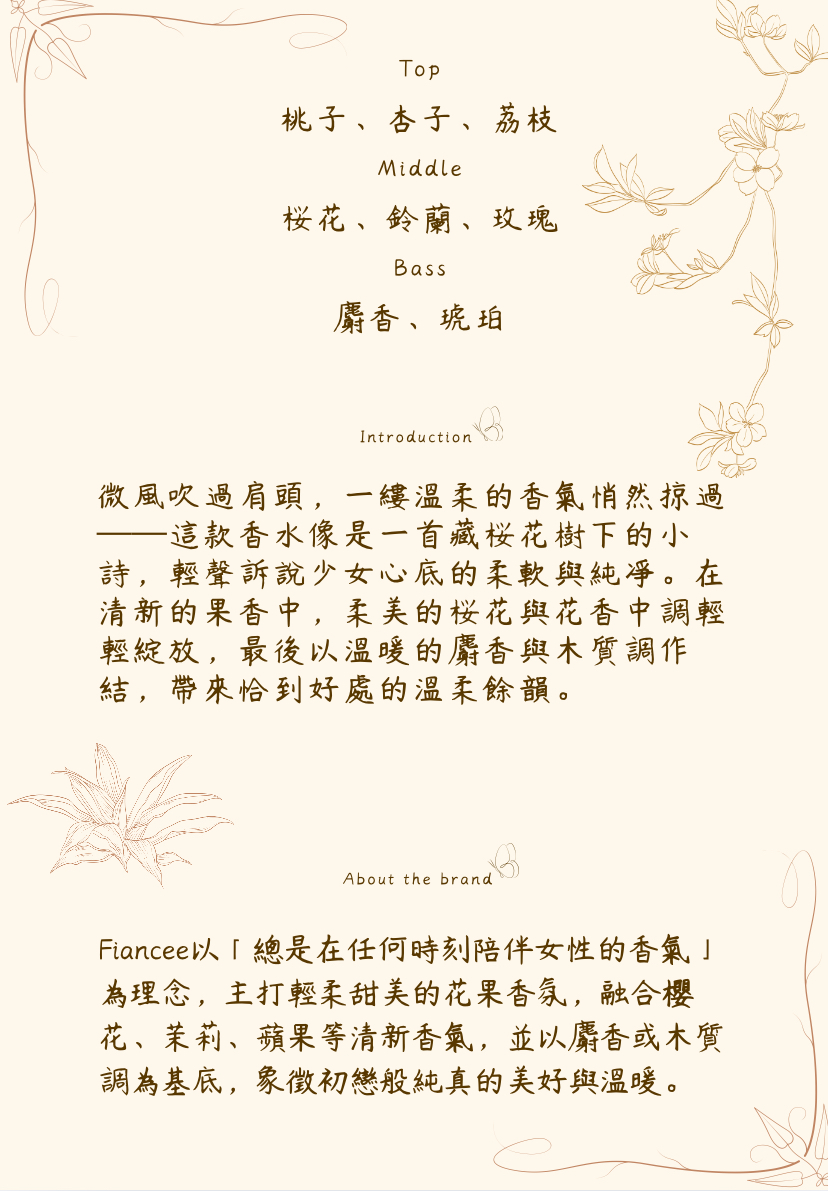 Top
桃子、杏子、荔枝
Middle
桜花、鈴蘭、玫瑰
Bass
麝香、琥珀
Introduction
微風吹過肩頭，一縷溫柔的香氣悄然掠過
——這款香水像是一首藏桜花樹下的小
詩，輕聲訴說少女心底的柔軟與純凈。在
清新的果香中，柔美的桜花與花香中調輕
輕綻放，最後以溫暖的麝香與木質調作
結，帶來恰到好處的溫柔餘韻。
About the brand
Fiancee以「總是在任何時刻陪伴女性的香氣」
為理念，主打輕柔甜美的花果香氛，融合櫻
花、茉莉、蘋果等清新香氣，並以麝香或木質
調為基底，象徵初戀般純真的美好與溫暖。